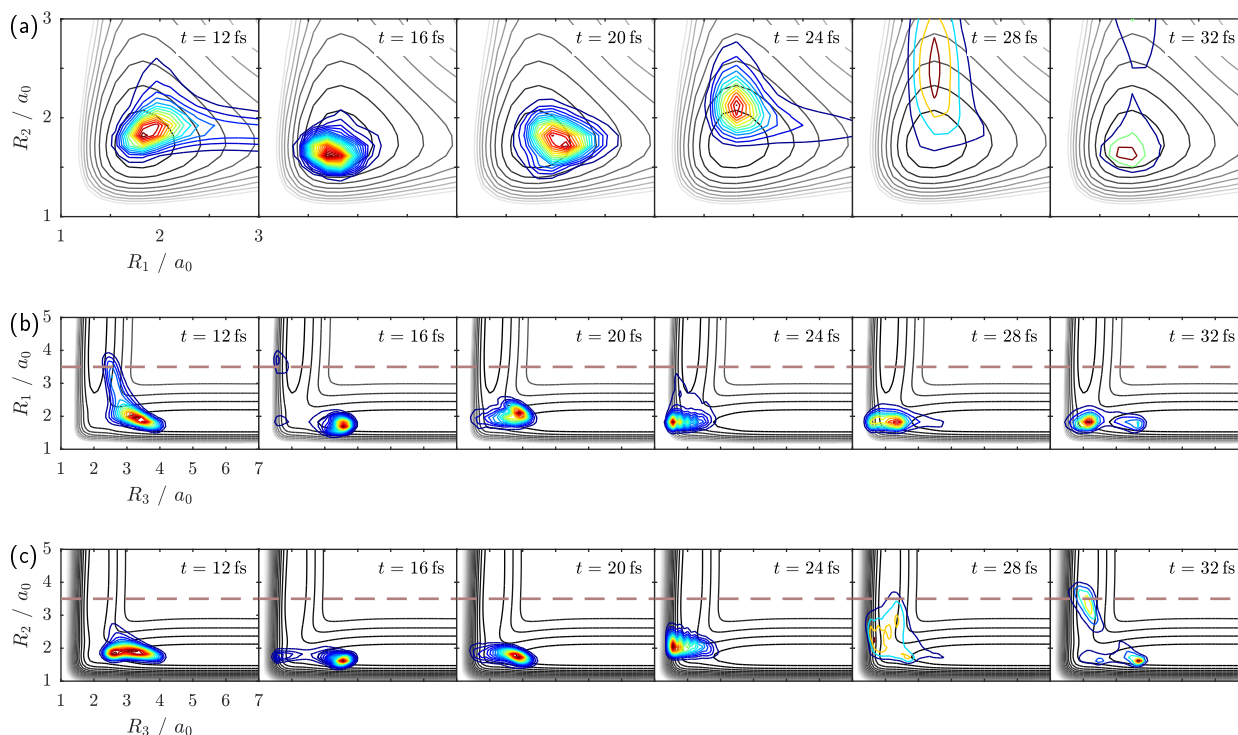 (a)
t = 12 fs
t = 16 fs
t = 20 fs
t = 24 fs
t = 28 fs
t = 32 fs
3
2
1
R₂ / a₀
1 2 3
R₁ / a₀
(b)
t = 12 fs
t = 16 fs
t = 20 fs
t = 24 fs
t = 28 fs
t = 32 fs
5
4
3
2
1
R₁ / a₀
1 2 3 4 5 6 7
R₃ / a₀
(c)
t = 12 fs
t = 16 fs
t = 20 fs
t = 24 fs
t = 28 fs
t = 32 fs
5
4
3
2
1
R₂ / a₀
1 2 3 4 5 6 7
R₃ / a₀